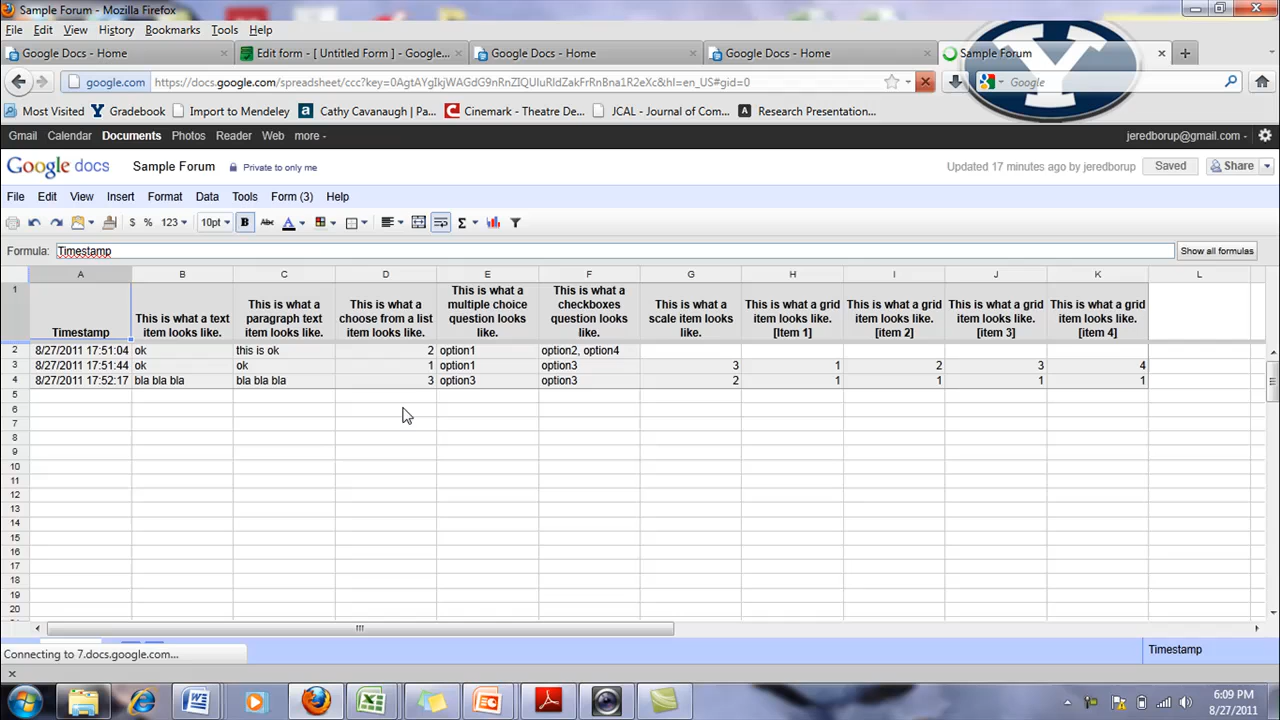 Sample Forum - Mozilla Firefox
File Edit View History Bookmarks Tools Help
Google Docs - Home Edit form - [ Untitled Form ] - Google... Google Docs - Home Google Docs - Home Sample Forum
google.com https://docs.google.com/spreadsheet/ccc?key=0AgtAYgIkjWAGdG9nRnZIQUIuRldZakFrRnBna1R2eXc&hl=en_US#gid=0 Google
Most Visited Gradebook Import to Mendeley Cathy Cavanaugh | Pa... Cinemark - Theatre De... JCAL - Journal of Com... Research Presentation...
Gmail Calendar Documents Photos Reader Web more jeredborup@gmail.com
Google docs Sample Forum Private to only me Updated 17 minutes ago by jeredborup Saved Share
File Edit View Insert Format Data Tools Form (3) Help
$ % 123 10pt B Abc A Σ
Formula: Timestamp Show all formulas
A B C D E F G H I J K L
1 Timestamp This is what a text item looks like. This is what a paragraph text item looks like. This is what a choose from a list item looks like. This is what a multiple choice question looks like. This is what a checkboxes question looks like. This is what a scale item looks like. This is what a grid item looks like. [Item 1] This is what a grid item looks like. [item 2] This is what a grid item looks like. [item 3] This is what a grid item looks like. [item 4]
2 8/27/2011 17:51:04 ok this is ok 2 option1 option2, option4
3 8/27/2011 17:51:44 ok ok 1 option1 option3 3 1 2 3 4
4 8/27/2011 17:52:17 bla bla bla bla bla bla 3 option3 option3 2 1 1 1 1
5
6
7
8
9
10
11
12
13
14
15
16
17
18
19
20
Connecting to 7.docs.google.com... Timestamp
6:09 PM
8/27/2011